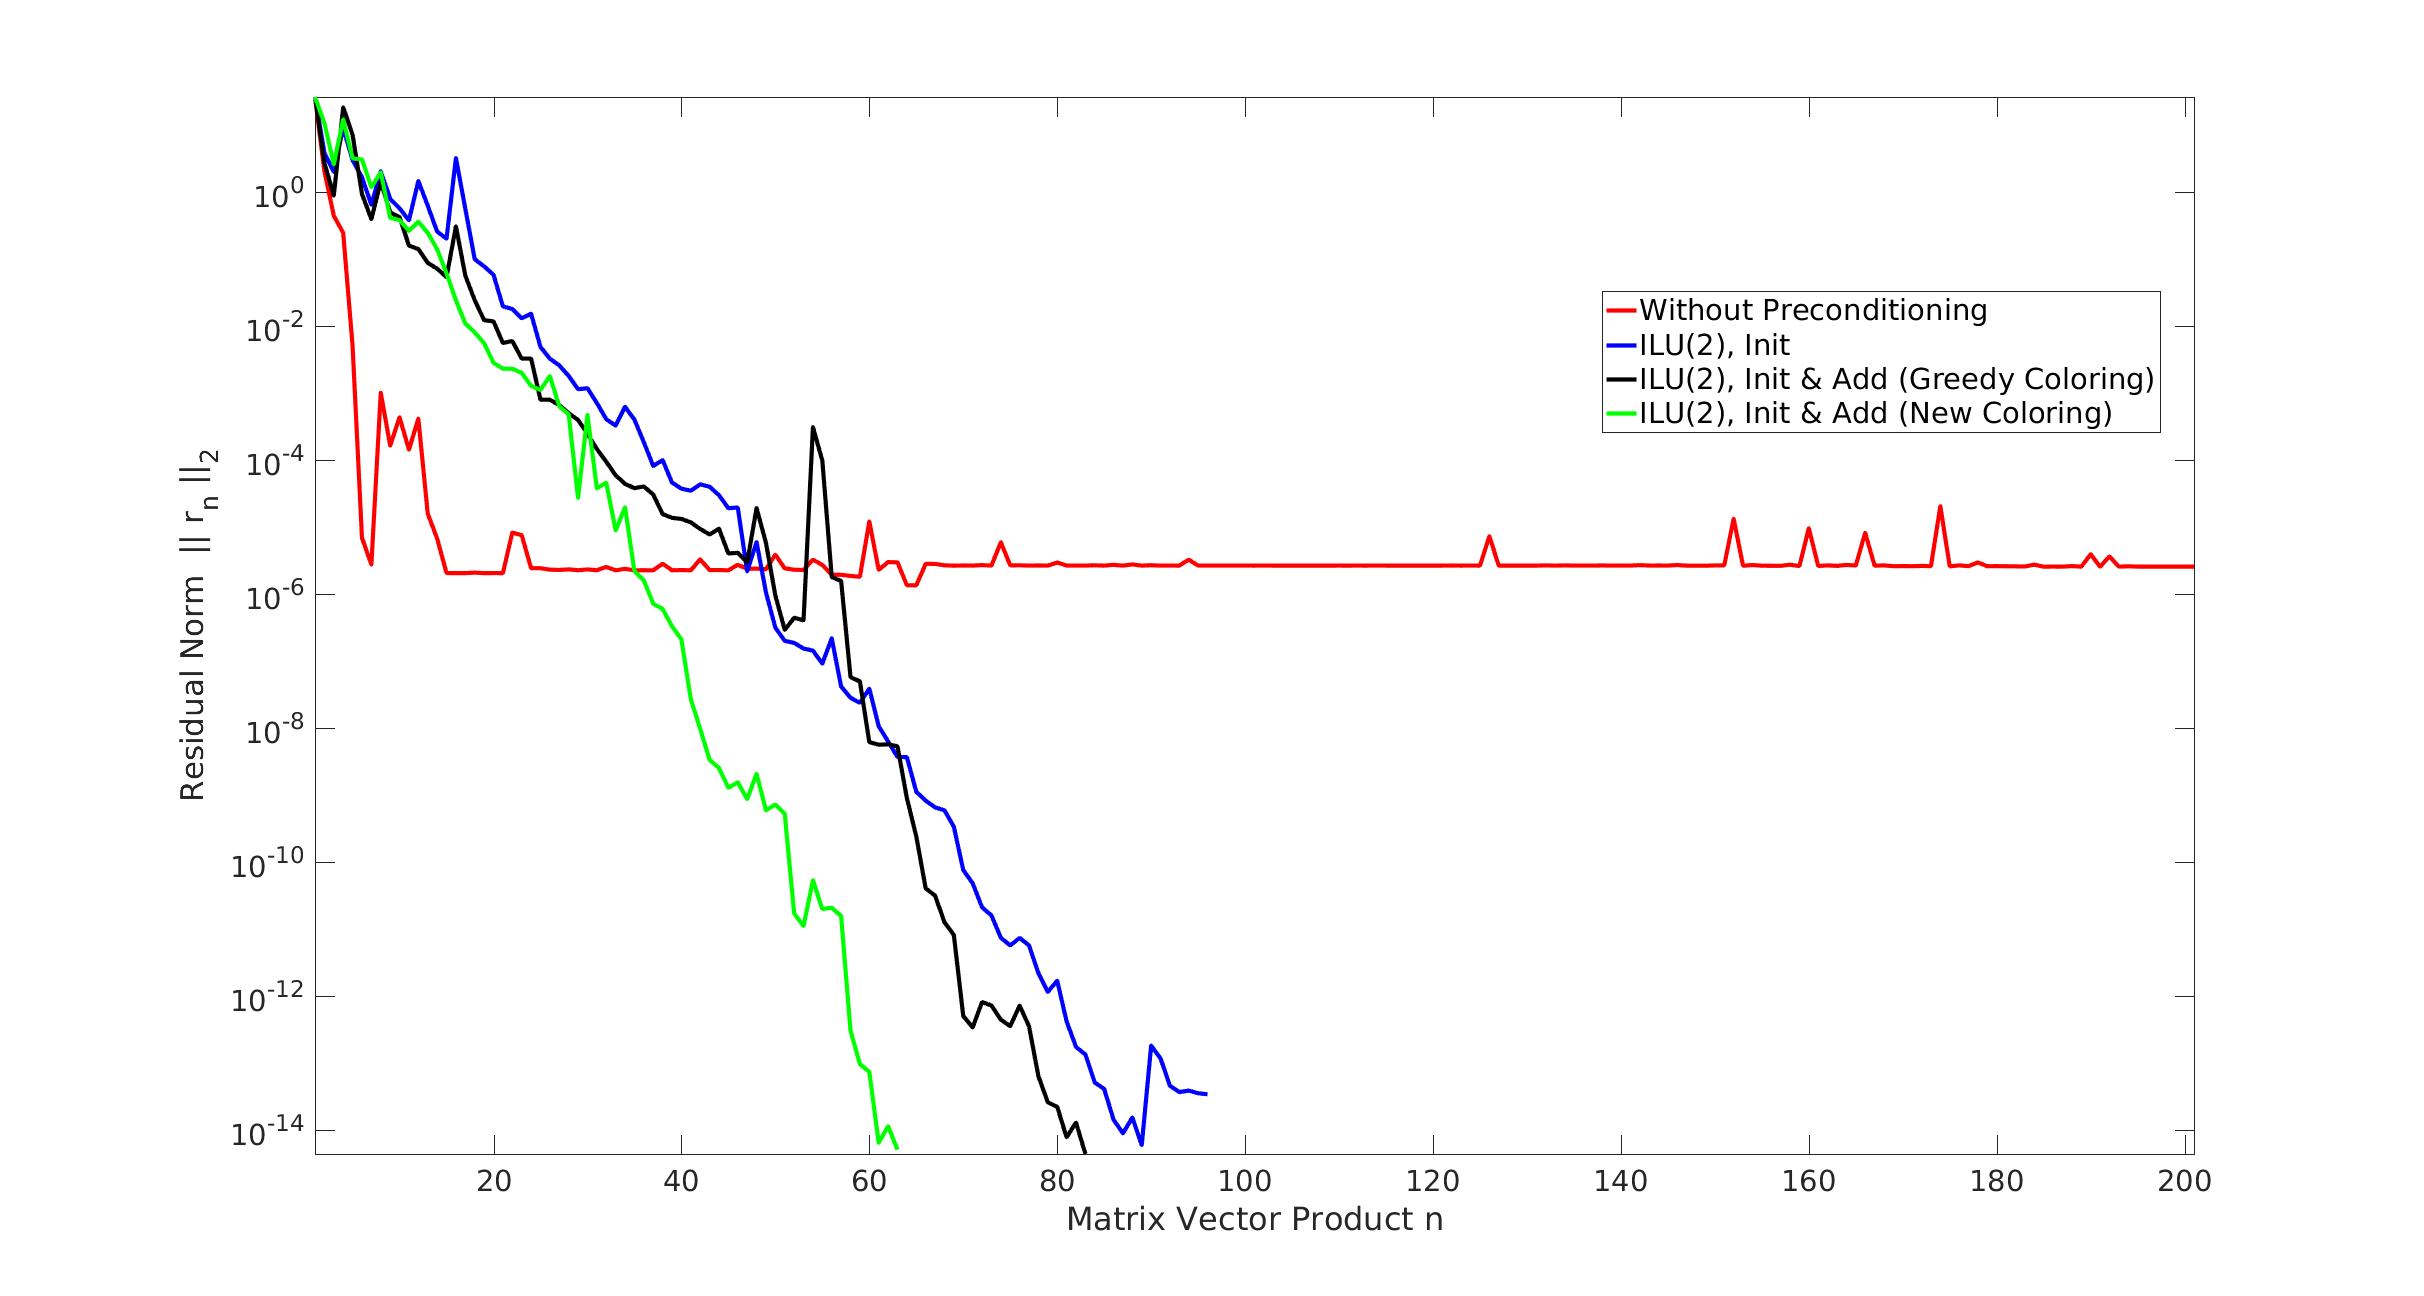 10^0
10^-2
10^-4
10^-6
10^-8
10^-10
10^-12
10^-14
Residual Norm || r_n ||_2
Without Preconditioning
ILU(2), Init
ILU(2), Init & Add (Greedy Coloring)
ILU(2), Init & Add (New Coloring)
20 40 60 80 100 120 140 160 180 200
Matrix Vector Product n